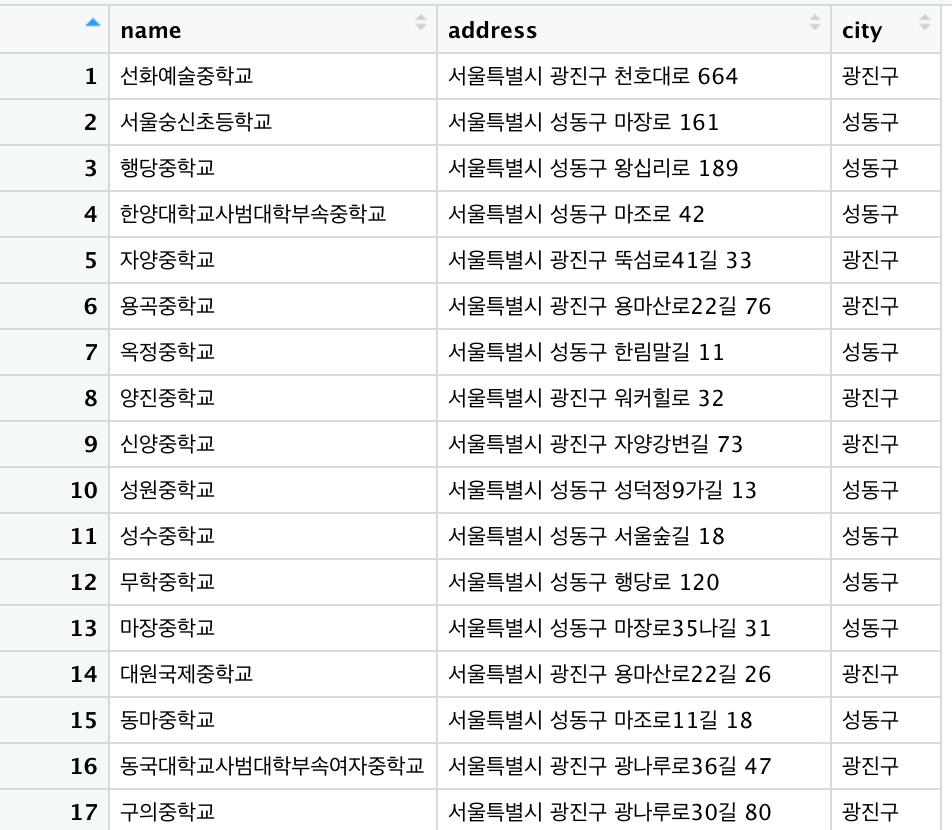 name address city
1 선화예술중학교 서울특별시 광진구 천호대로 664 광진구
2 서울숭신초등학교 서울특별시 성동구 마장로 161 성동구
3 행당중학교 서울특별시 성동구 왕십리로 189 성동구
4 한양대학교사범대학부속중학교 서울특별시 성동구 마조로 42 성동구
5 자양중학교 서울특별시 광진구 뚝섬로41길 33 광진구
6 용곡중학교 서울특별시 광진구 용마산로22길 76 광진구
7 옥정중학교 서울특별시 성동구 한림말길 11 성동구
8 양진중학교 서울특별시 광진구 워커힐로 32 광진구
9 신양중학교 서울특별시 광진구 자양강변길 73 광진구
10 성원중학교 서울특별시 성동구 성덕정9가길 13 성동구
11 성수중학교 서울특별시 성동구 서울숲길 18 성동구
12 무학중학교 서울특별시 성동구 행당로 120 성동구
13 마장중학교 서울특별시 성동구 마장로35나길 31 성동구
14 대원국제중학교 서울특별시 광진구 용마산로22길 26 광진구
15 동마중학교 서울특별시 성동구 마조로11길 18 성동구
16 동국대학교사범대학부속여자중학교 서울특별시 광진구 광나루로36길 47 광진구
17 구의중학교 서울특별시 광진구 광나루로30길 80 광진구